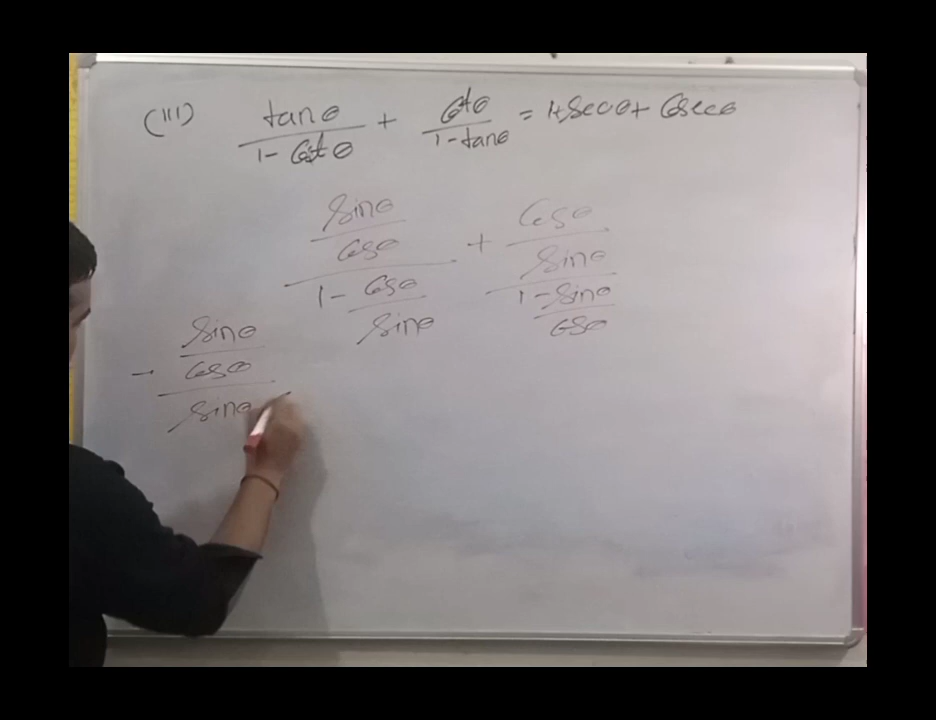 (III) tanθ / 1 - Cotθ + Cotθ / 1 - tanθ = 1 + Secθ + Cosecθ
Sinθ / Cosθ / 1 - Cosθ / Sinθ + Cosθ / Sinθ / 1 - Sinθ / Cosθ
- Sinθ / Cosθ / Sinθ